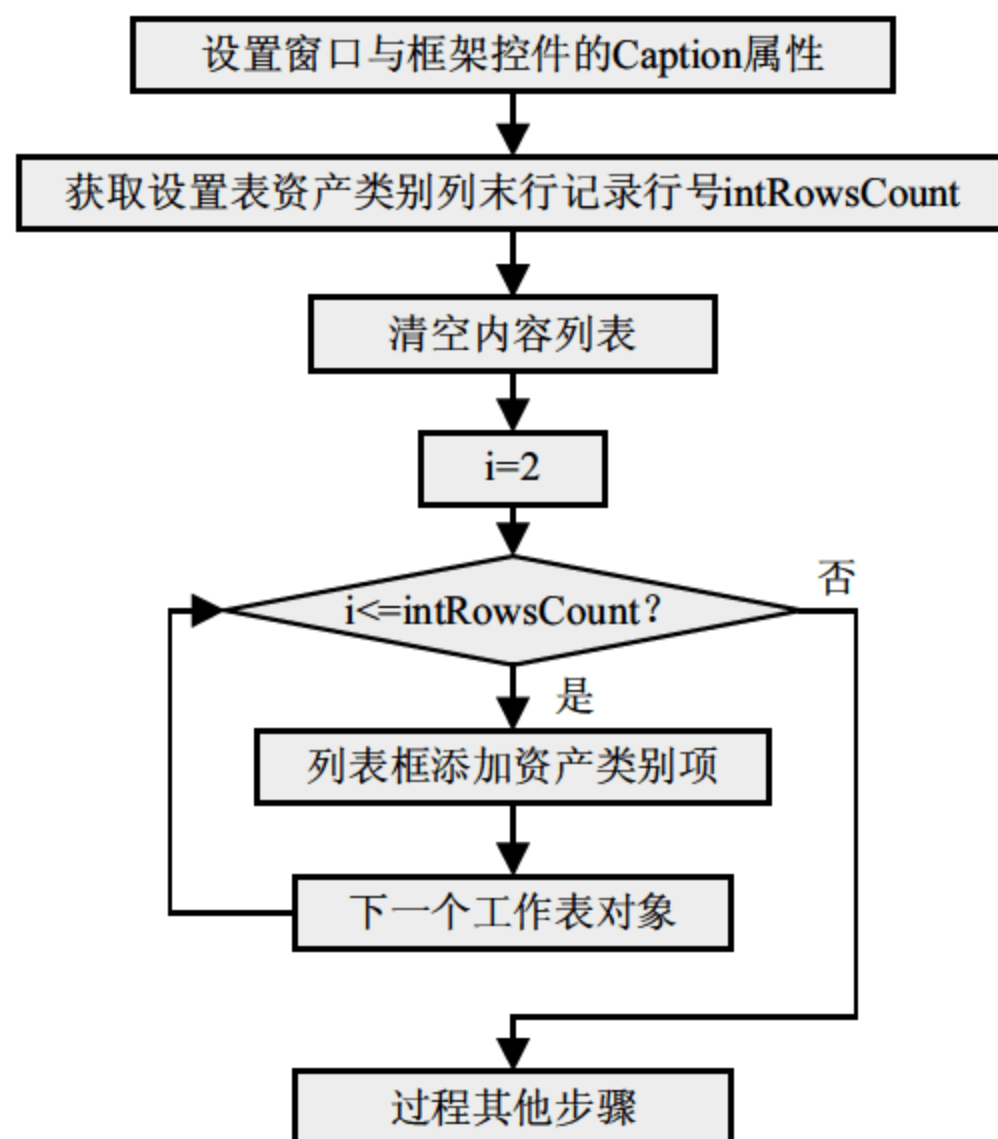 设置窗口与框架控件的Caption属性
获取设置表资产类别列末行记录行号intRowsCount
清空内容列表
i=2
i<=intRowsCount？
否
是
列表框添加资产类别项
下一个工作表对象
过程其他步骤